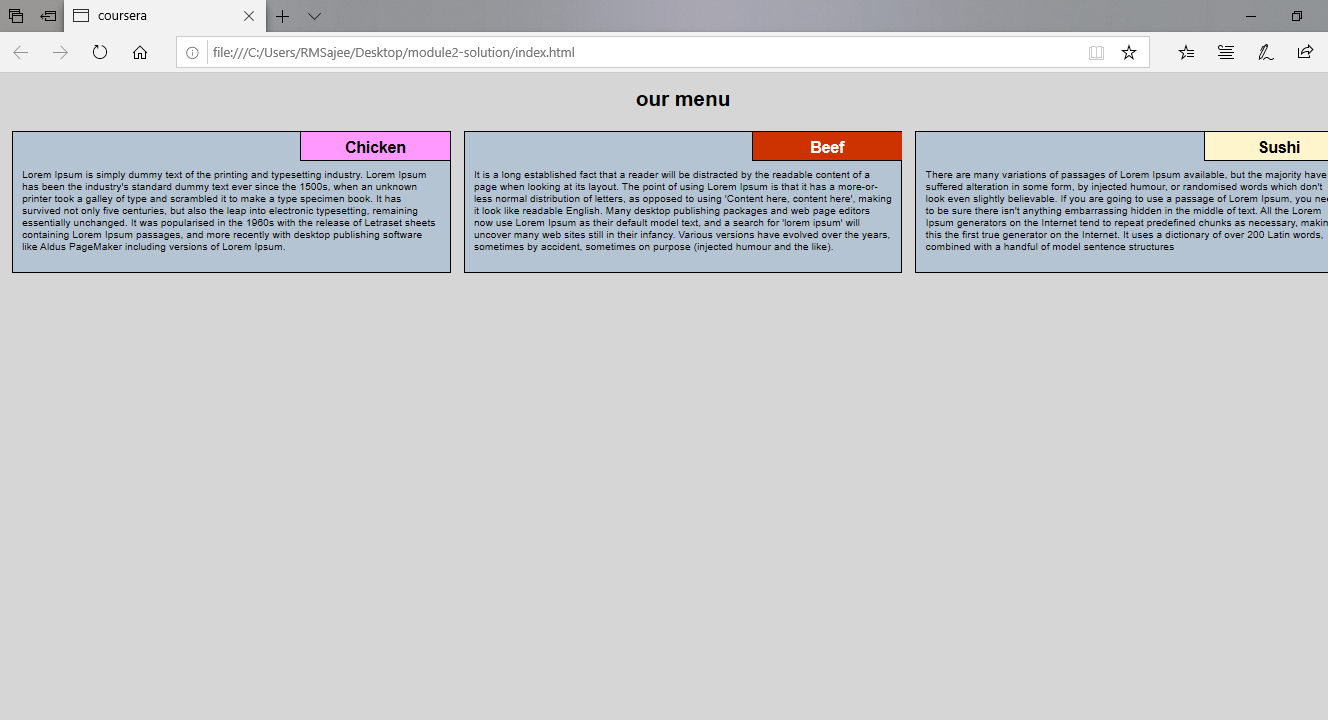 coursera
file:///C:/Users/RMSajee/Desktop/module2-solution/index.html
our menu
Chicken
Lorem Ipsum is simply dummy text of the printing and typesetting industry. Lorem Ipsum
has been the industry's standard dummy text ever since the 1500s, when an unknown
printer took a galley of type and scrambled it to make a type specimen book. It has
survived not only five centuries, but also the leap into electronic typesetting, remaining
essentially unchanged. It was popularised in the 1960s with the release of Letraset sheets
containing Lorem Ipsum passages, and more recently with desktop publishing software
like Aldus PageMaker including versions of Lorem Ipsum.
Beef
It is a long established fact that a reader will be distracted by the readable content of a
page when looking at its layout. The point of using Lorem Ipsum is that it has a more-or-
less normal distribution of letters, as opposed to using 'Content here, content here', making
it look like readable English. Many desktop publishing packages and web page editors
now use Lorem Ipsum as their default model text, and a search for 'lorem ipsum' will
uncover many web sites still in their infancy. Various versions have evolved over the years,
sometimes by accident, sometimes on purpose (injected humour and the like).
Sushi
There are many variations of passages of Lorem Ipsum available, but the majority have
suffered alteration in some form, by injected humour, or randomised words which don't
look even slightly believable. If you are going to use a passage of Lorem Ipsum, you
to be sure there isn't anything embarrassing hidden in the middle of text. All the Lorem
Ipsum generators on the Internet tend to repeat predefined chunks as necessary,
this the first true generator on the Internet. It uses a dictionary of over 200 Latin words,
combined with a handful of model sentence structures